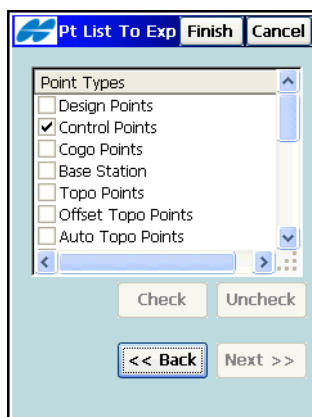 Pt List To Exp Finish Cancel
Point Types
Design Points
Control Points
Cogo Points
Base Station
Topo Points
Offset Topo Points
Auto Topo Points
Check Uncheck
<< Back Next >>